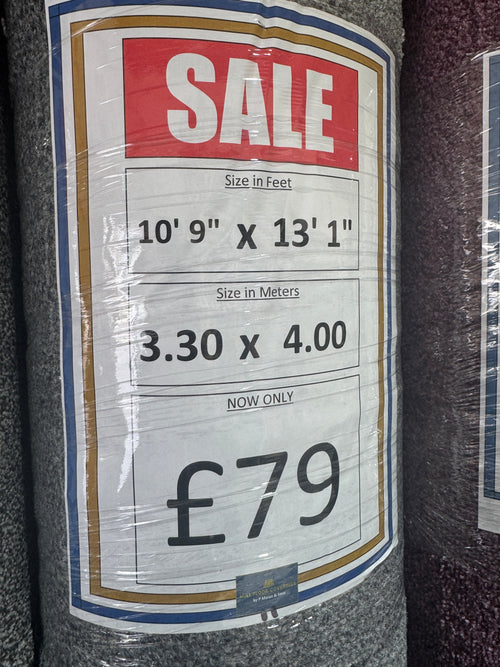 SALE
Size in Feet
10' 9" x 13' 1"
Size in Meters
3.30 x 4.00
NOW ONLY
£79